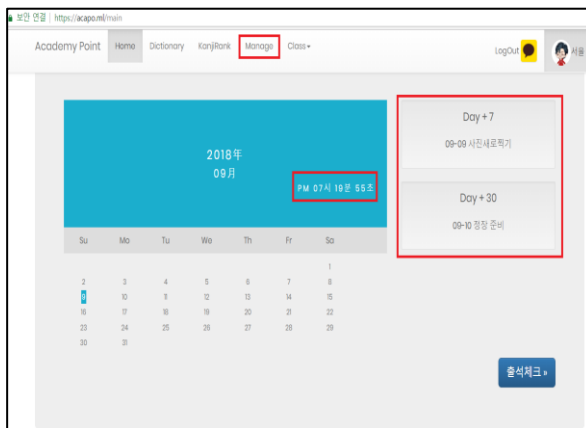 보안 연결 | https://acapo.ml/main
Academy Point Home Dictionary KanjiRank Manage Class LogOut 서울
2018年
09月
PM 07시 19분 55초
Su Mo Tu We Th Fr Sa
1
2 3 4 5 6 7 8
9 10 11 12 13 14 15
16 17 18 19 20 21 22
23 24 25 26 27 28 29
30 31
Day + 7
09-09 사진새로찍기
Day + 30
09-10 정장 준비
출석체크 »